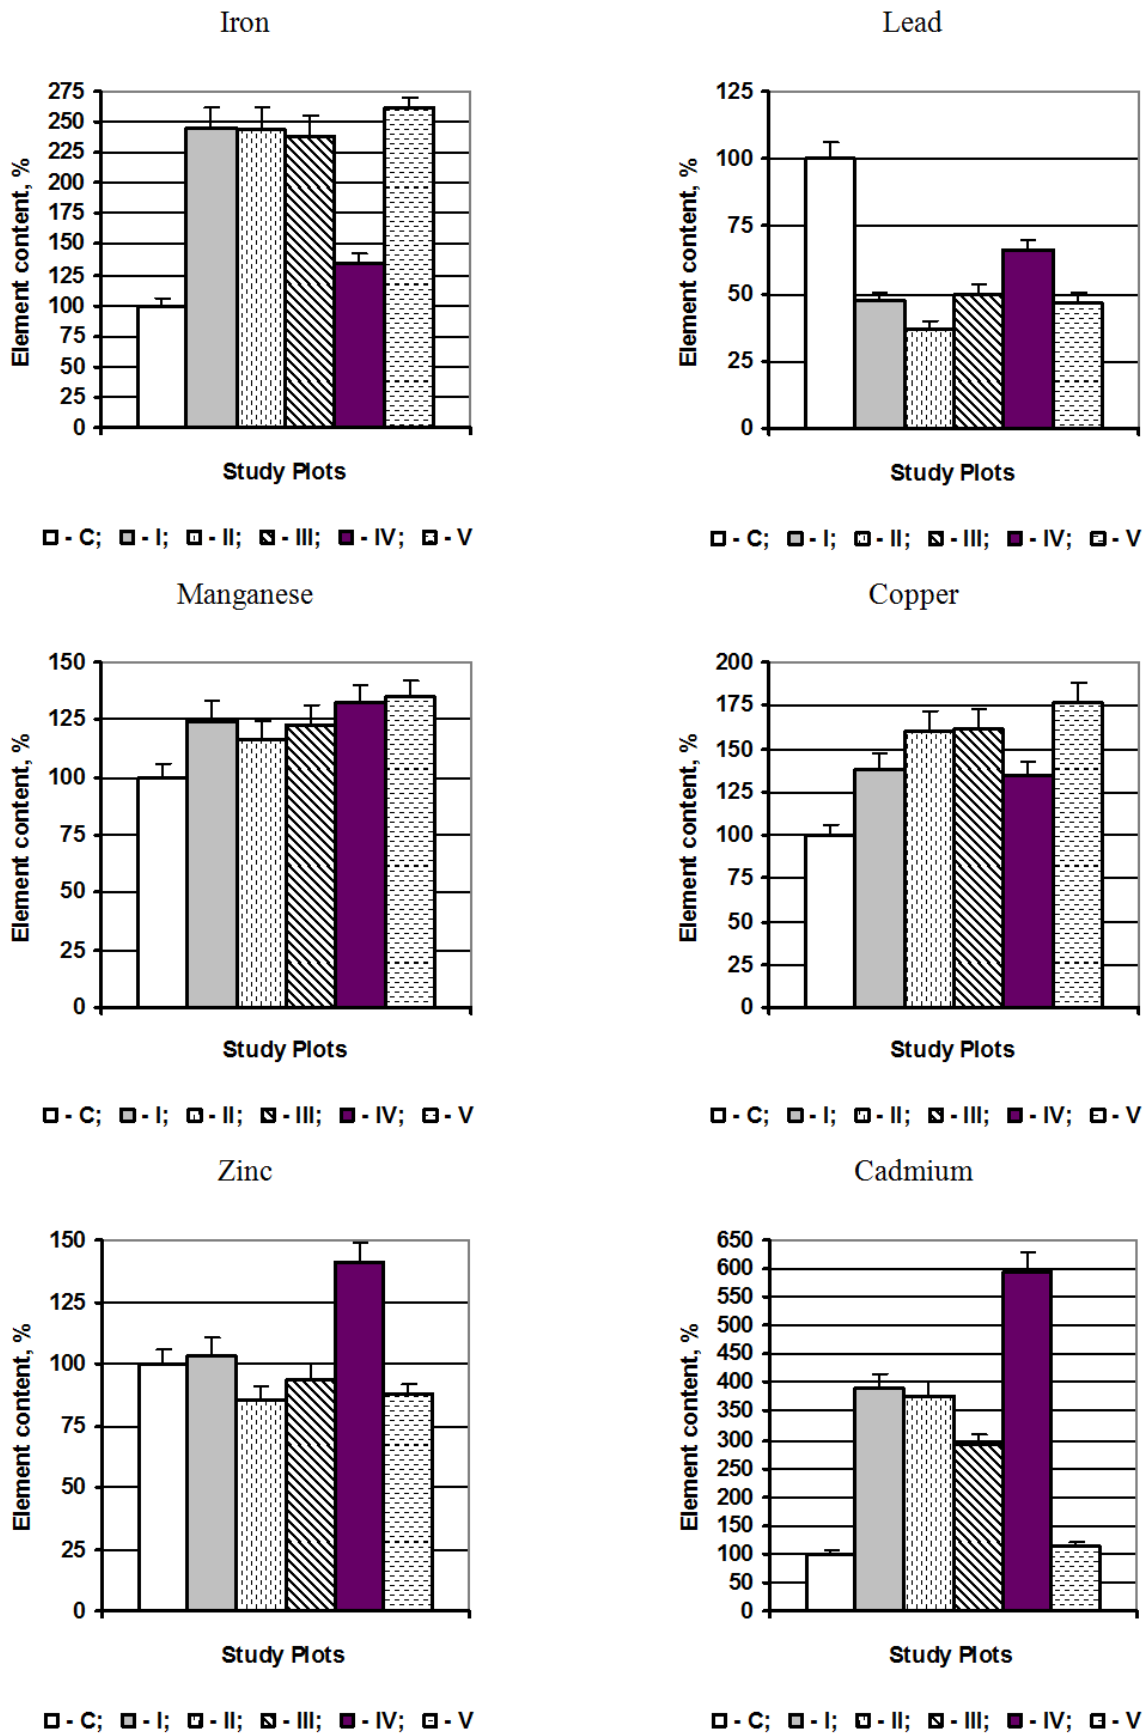 Iron
275
250
225
200
175
150
125
100
75
50
25
0
Element content, %
Study Plots
- C; - I; - II; - III; - IV; - V
Lead
125
100
75
50
25
0
Element content, %
Study Plots
- C; - I; - II; - III; - IV; - V
Manganese
150
125
100
75
50
25
0
Element content, %
Study Plots
- C; - I; - II; - III; - IV; - V
Copper
200
175
150
125
100
75
50
25
0
Element content, %
Study Plots
- C; - I; - II; - III; - IV; - V
Zinc
150
125
100
75
50
25
0
Element content, %
Study Plots
- C; - I; - II; - III; - IV; - V
Cadmium
650
600
550
500
450
400
350
300
250
200
150
100
50
0
Element content, %
Study Plots
- C; - I; - II; - III; - IV; - V